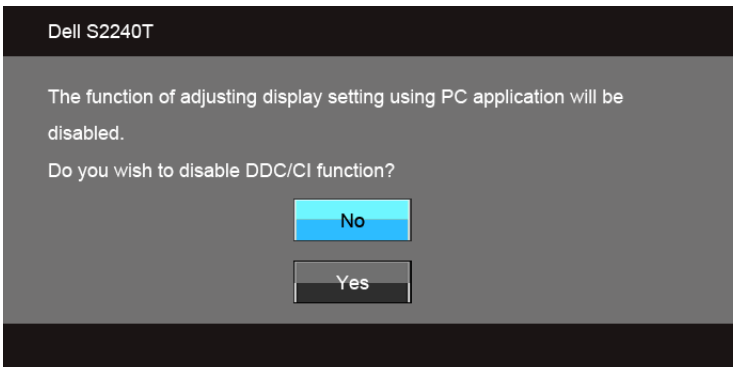 Dell S2240T
The function of adjusting display setting using PC application will be
disabled.
Do you wish to disable DDC/CI function?
No
Yes